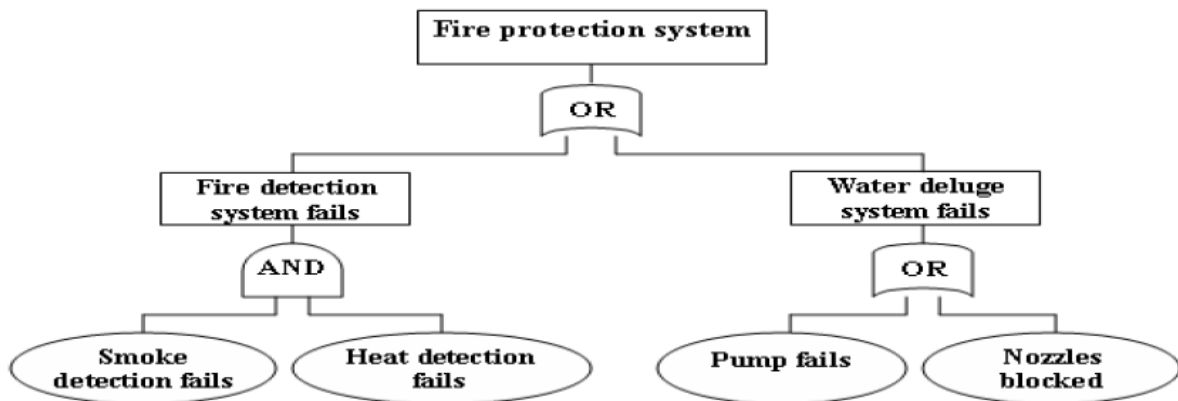 Fire protection system
OR
Fire detection
system fails
Water deluge
system fails
AND
OR
Smoke
detection fails
Heat detection
fails
Pump fails
Nozzles
blocked